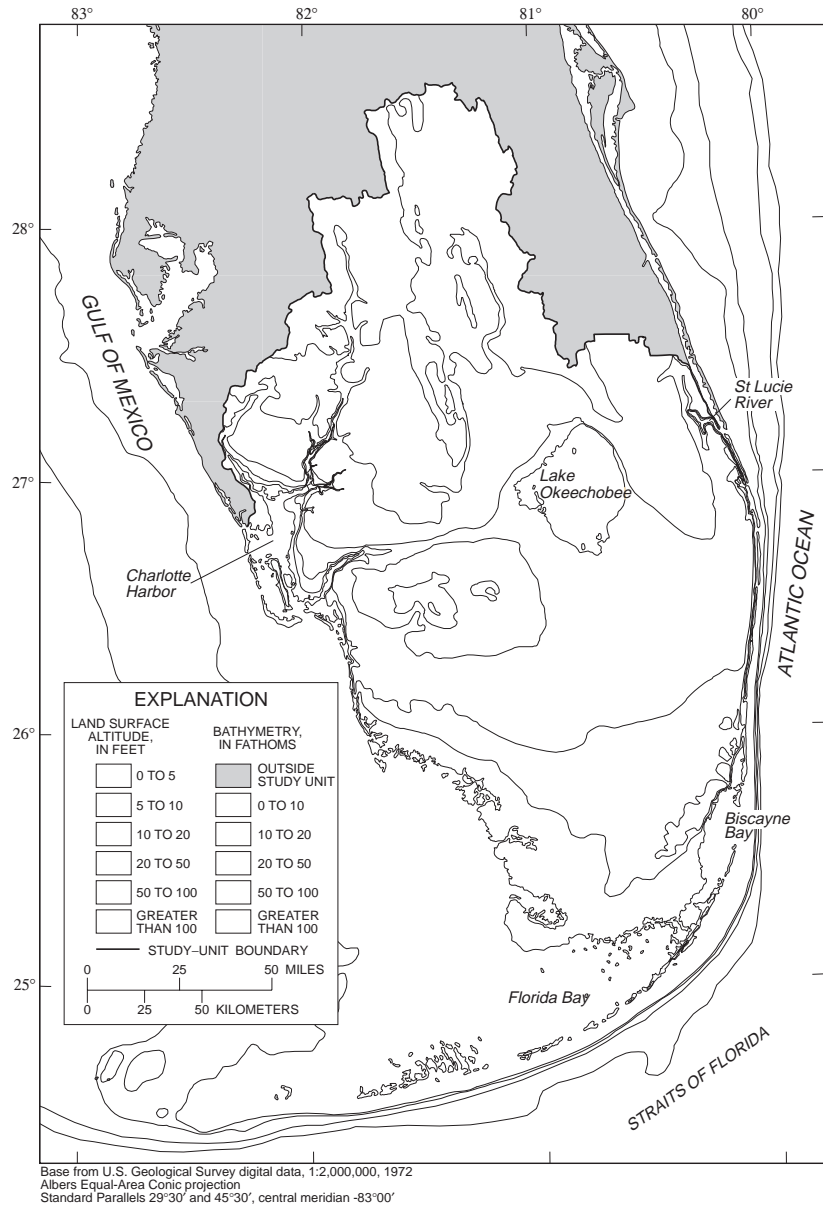 83°
82°
81°
80°
28°
27°
26°
25°
GULF OF MEXICO
St Lucie
River
Lake
Okeechobee
ATLANTIC OCEAN
Charlotte
Harbor
Biscayne
Bay
Florida Bay
STRAITS OF FLORIDA
EXPLANATION
LAND SURFACE
ALTITUDE,
IN FEET
0 TO 5
5 TO 10
10 TO 20
20 TO 50
50 TO 100
GREATER
THAN 100
BATHYMETRY,
IN FATHOMS
OUTSIDE
STUDY UNIT
0 TO 10
10 TO 20
20 TO 50
50 TO 100
GREATER
THAN 100
STUDY–UNIT BOUNDARY
0 25 50 MILES
0 25 50 KILOMETERS
Base from U.S. Geological Survey digital data, 1:2,000,000, 1972
Albers Equal-Area Conic projection
Standard Parallels 29°30′ and 45°30′, central meridian -83°00′